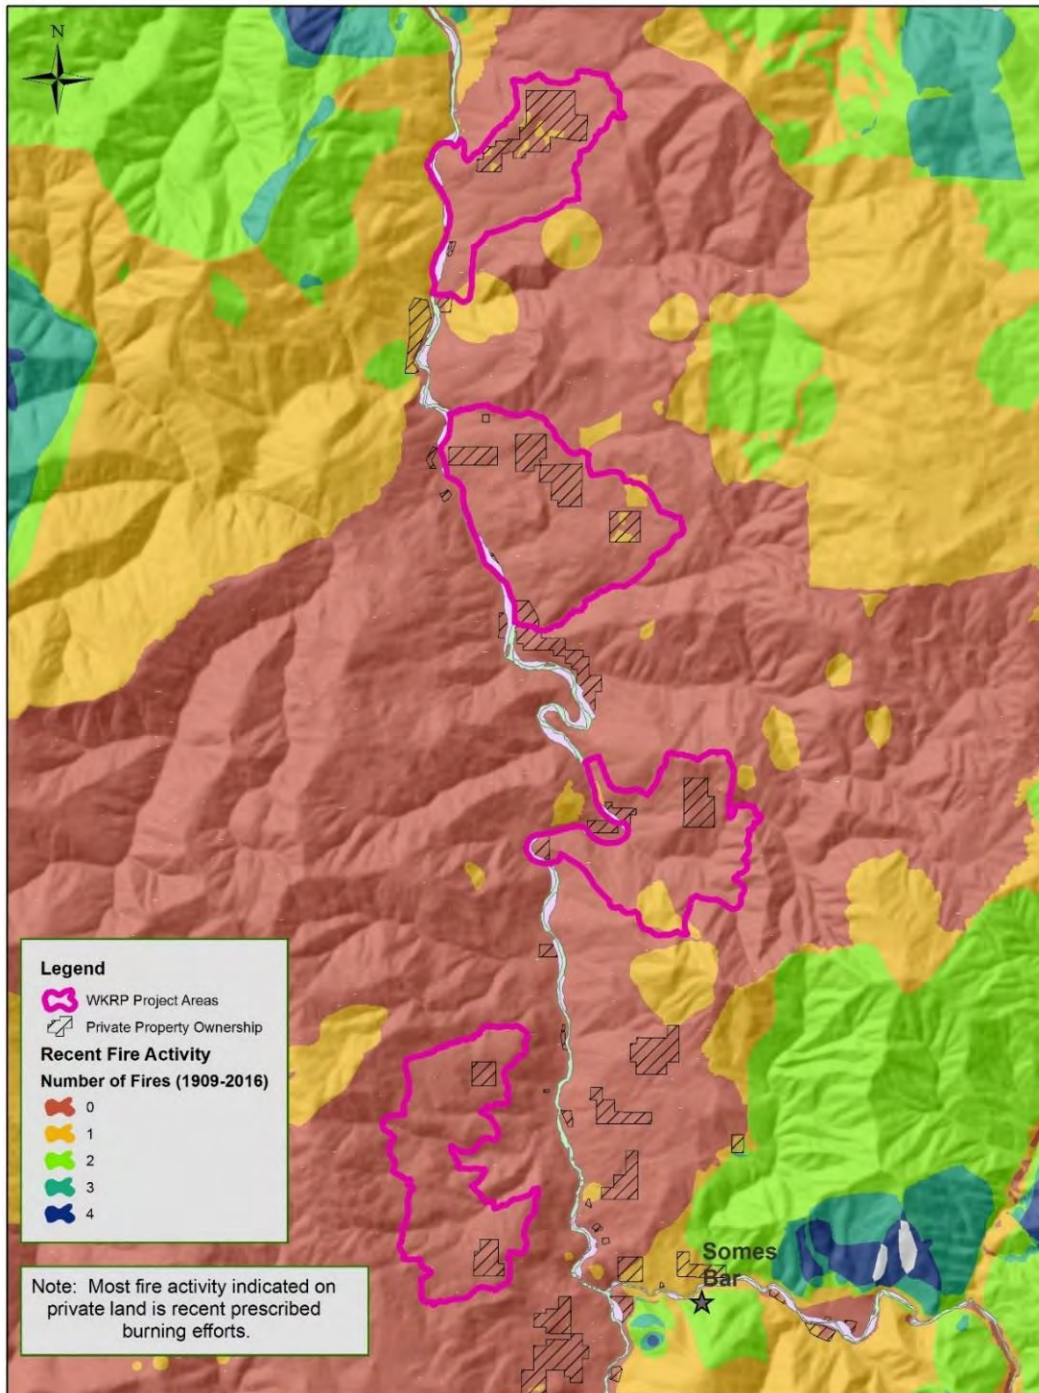 N
Somes
Bar
Legend
WKRP Project Areas
Private Property Ownership
Recent Fire Activity
Number of Fires (1909-2016)
0
1
2
3
4
Note: Most fire activity indicated on
private land is recent prescribed
burning efforts.